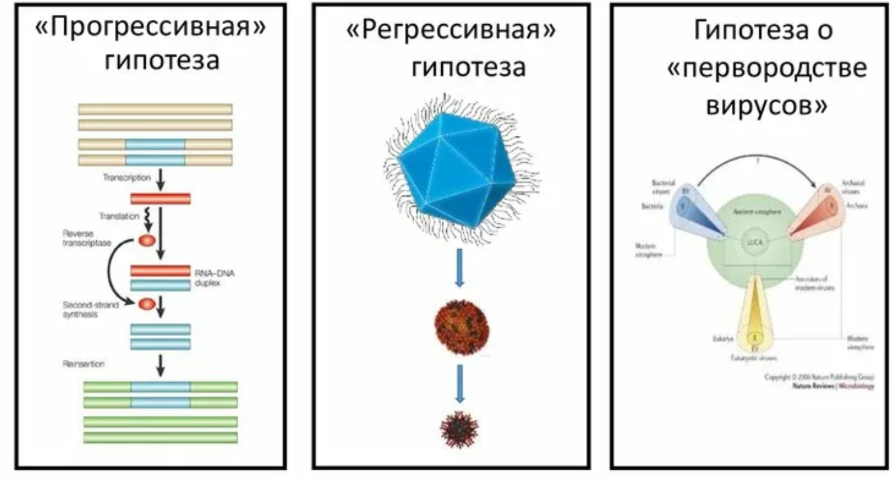 «Прогрессивная»
гипотеза
Transcription
Translation
Reverse
transcriptase
RNA–DNA
duplex
Second-strand
synthesis
Reinsertion
«Регрессивная»
гипотеза
Гипотеза о
«первородстве
вирусов»
?
Bacterial
viruses
BV
B
Bacteria
Archaeal
viruses
AV
A
Archaea
Ancient virosphere
LUCA
Modern
virosphere
Ancestors of
modern viruses
Eukarya
E
EV
Eukaryotic viruses
Modern
virosphere
Copyright © 2006 Nature Publishing Group
Nature Reviews | Microbiology